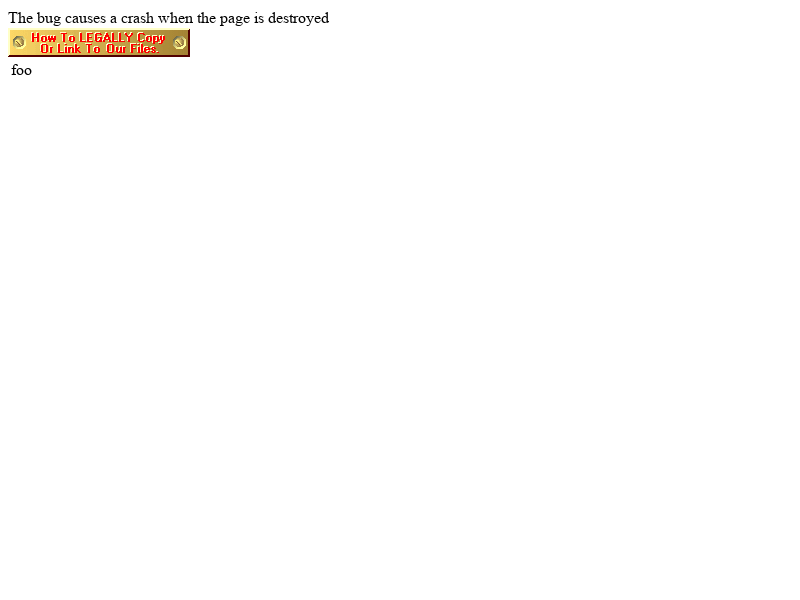 The bug causes a crash when the page is destroyed
How To LEGALLY Copy
Or Link To Our Files.
foo